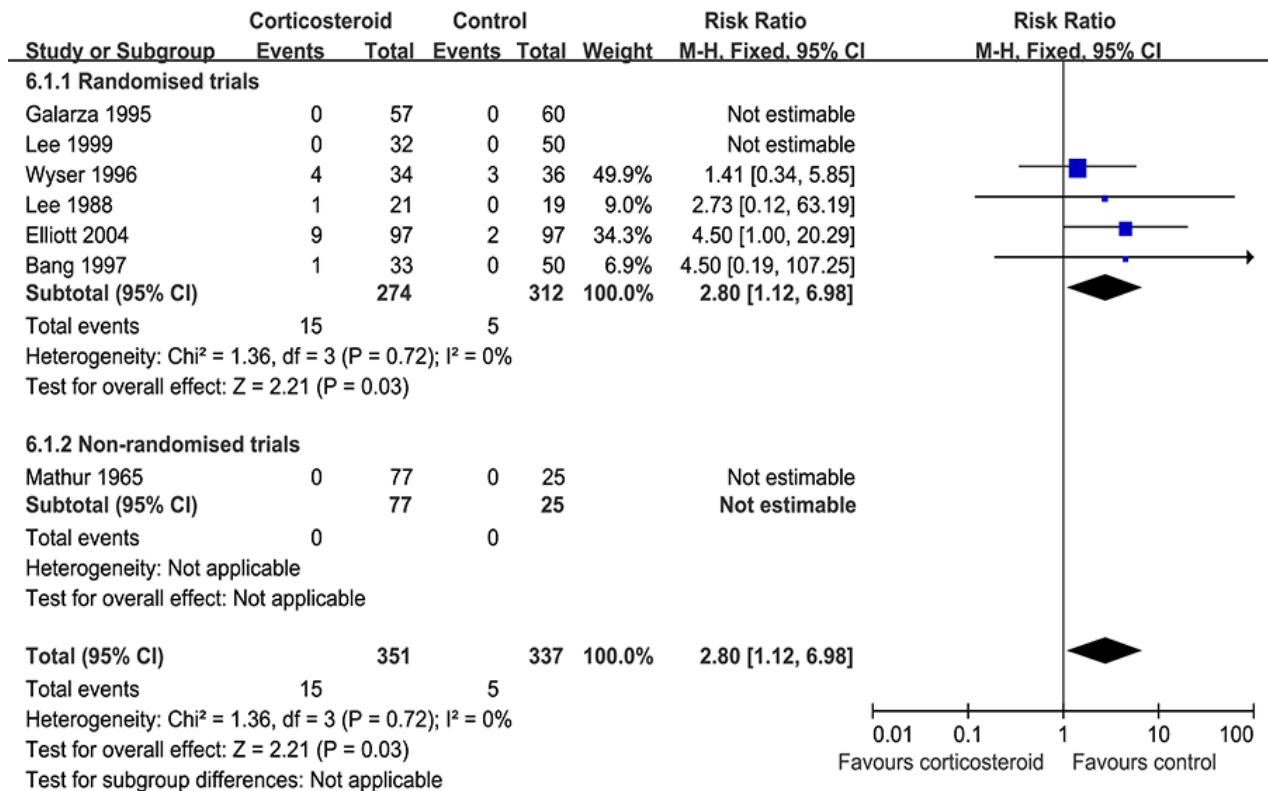 Corticosteroid Control Risk Ratio Risk Ratio
Study or Subgroup Events Total Events Total Weight M-H, Fixed, 95% CI M-H, Fixed, 95% CI
6.1.1 Randomised trials
Galarza 1995 0 57 0 60 Not estimable
Lee 1999 0 32 0 50 Not estimable
Wyser 1996 4 34 3 36 49.9% 1.41 [0.34, 5.85]
Lee 1988 1 21 0 19 9.0% 2.73 [0.12, 63.19]
Elliott 2004 9 97 2 97 34.3% 4.50 [1.00, 20.29]
Bang 1997 1 33 0 50 6.9% 4.50 [0.19, 107.25]
Subtotal (95% CI) 274 312 100.0% 2.80 [1.12, 6.98]
Total events 15 5
Heterogeneity: Chi² = 1.36, df = 3 (P = 0.72); I² = 0%
Test for overall effect: Z = 2.21 (P = 0.03)
6.1.2 Non-randomised trials
Mathur 1965 0 77 0 25 Not estimable
Subtotal (95% CI) 77 25 Not estimable
Total events 0 0
Heterogeneity: Not applicable
Test for overall effect: Not applicable
Total (95% CI) 351 337 100.0% 2.80 [1.12, 6.98]
Total events 15 5
Heterogeneity: Chi² = 1.36, df = 3 (P = 0.72); I² = 0%
Test for overall effect: Z = 2.21 (P = 0.03)
Test for subgroup differences: Not applicable
0.01 0.1 1 10 100
Favours corticosteroid Favours control